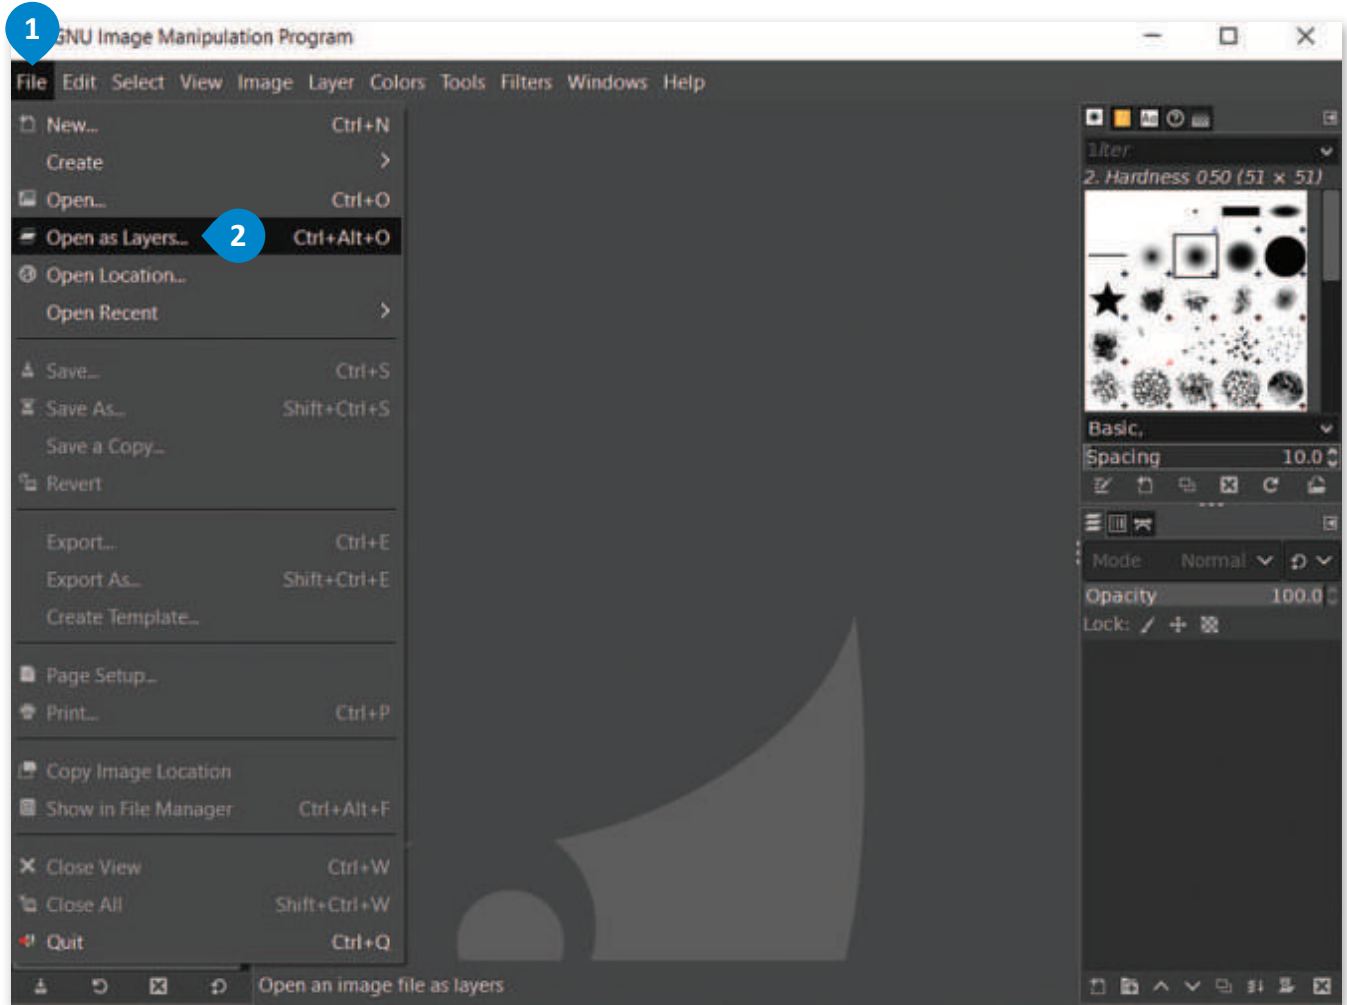 1
GNU Image Manipulation Program
File Edit Select View Image Layer Colors Tools Filters Windows Help
New... Ctrl+N
Create
Open... Ctrl+O
Open as Layers... 2 Ctrl+Alt+O
Open Location...
Open Recent
Save... Ctrl+S
Save As... Shift+Ctrl+S
Save a Copy...
Revert
Export... Ctrl+E
Export As... Shift+Ctrl+E
Create Template...
Page Setup...
Print... Ctrl+P
Copy Image Location
Show in File Manager Ctrl+Alt+F
Close View Ctrl+W
Close All Shift+Ctrl+W
Quit Ctrl+Q
Open an image file as layers
2. Hardness 050 (51 × 51)
Basic,
Spacing 10.0
Mode Normal
Opacity 100.0
Lock: